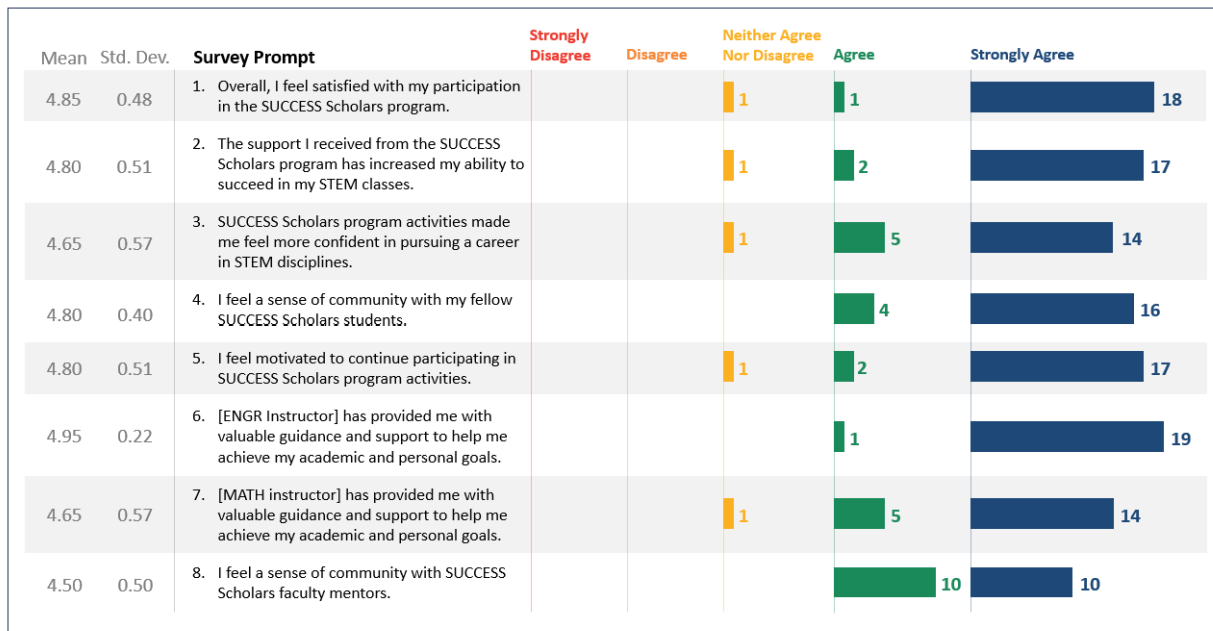 Mean Std. Dev. Survey Prompt Strongly Disagree Disagree Neither Agree Nor Disagree Agree Strongly Agree
4.85 0.48 1. Overall, I feel satisfied with my participation
in the SUCCESS Scholars program.
1 1 18
4.80 0.51 2. The support I received from the SUCCESS
Scholars program has increased my ability to
succeed in my STEM classes.
1 2 17
4.65 0.57 3. SUCCESS Scholars program activities made
me feel more confident in pursuing a career
in STEM disciplines.
1 5 14
4.80 0.40 4. I feel a sense of community with my fellow
SUCCESS Scholars students.
4 16
4.80 0.51 5. I feel motivated to continue participating in
SUCCESS Scholars program activities.
1 2 17
4.95 0.22 6. [ENGR Instructor] has provided me with
valuable guidance and support to help me
achieve my academic and personal goals.
1 19
4.65 0.57 7. [MATH instructor] has provided me with
valuable guidance and support to help me
achieve my academic and personal goals.
1 5 14
4.50 0.50 8. I feel a sense of community with SUCCESS
Scholars faculty mentors.
10 10